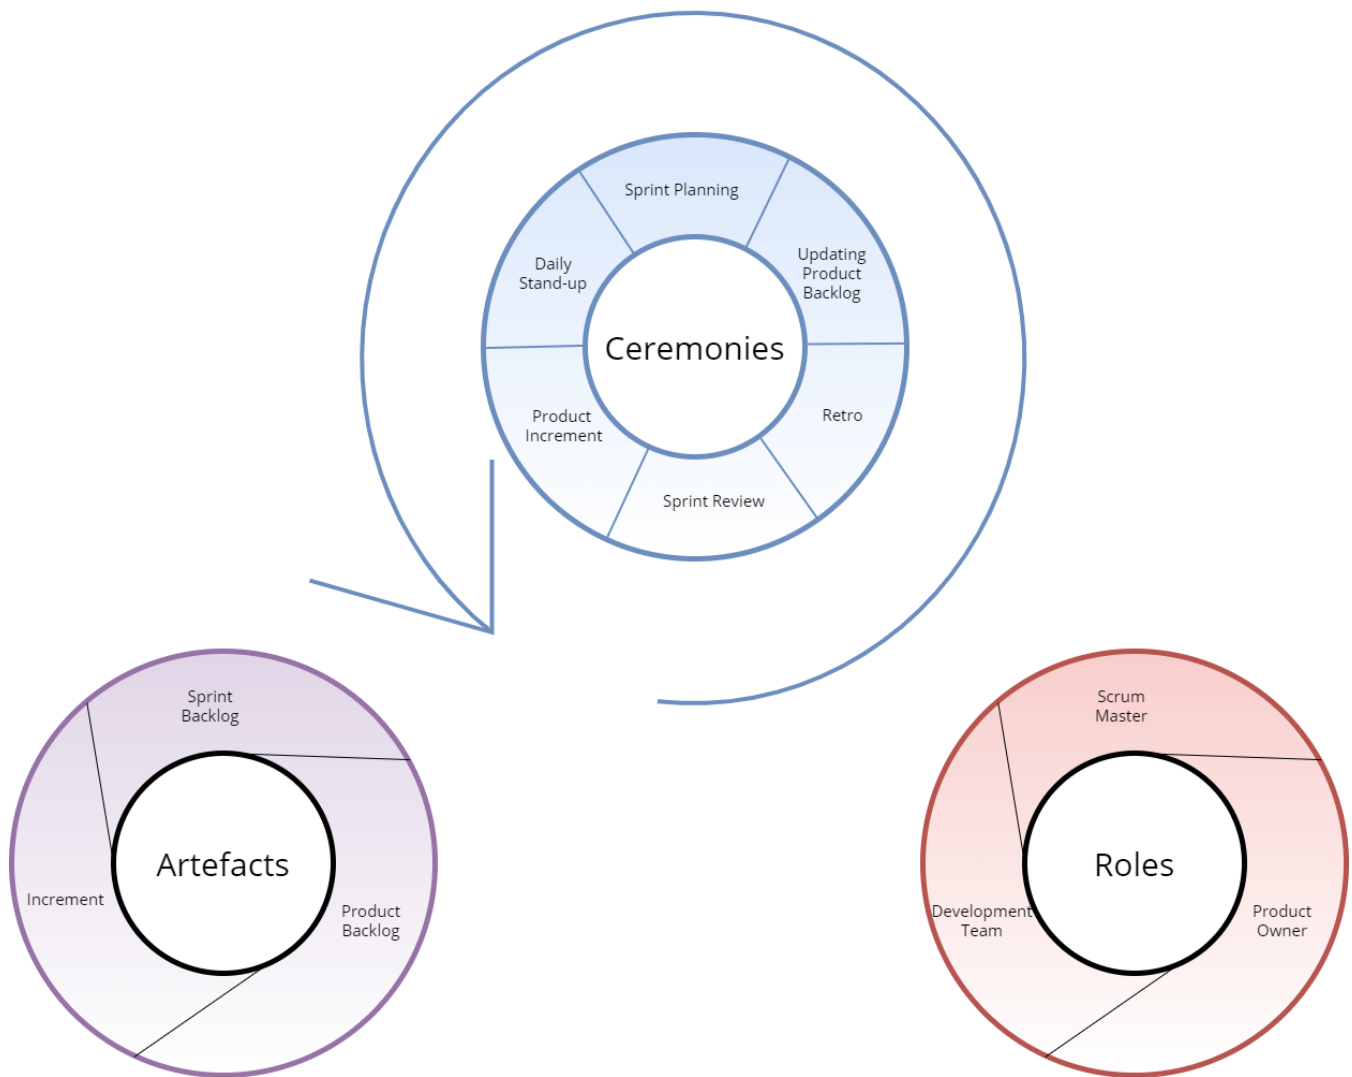 Sprint Planning
Updating
Product
Backlog
Daily
Stand-up
Ceremonies
Product
Increment
Retro
Sprint Review
Sprint
Backlog
Artefacts
Increment
Product
Backlog
Scrum
Master
Roles
Development
Team
Product
Owner